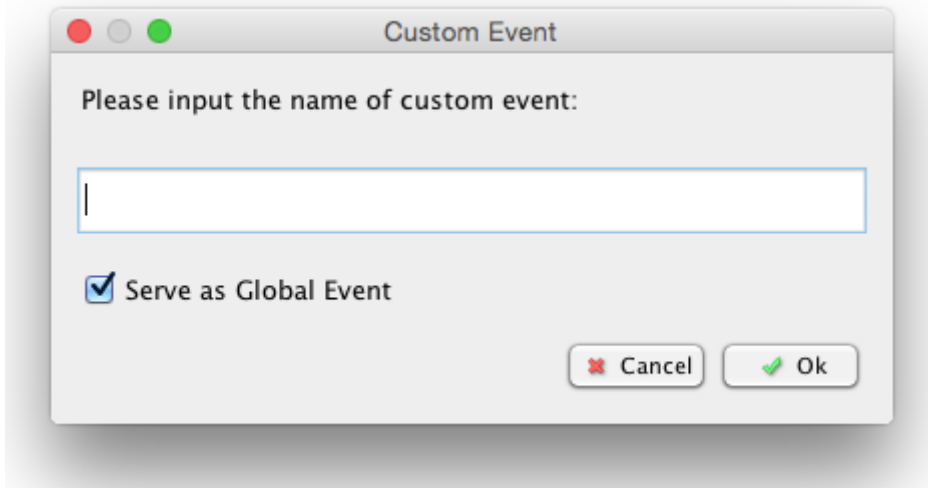 Custom Event
Please input the name of custom event:
Serve as Global Event
Cancel
Ok